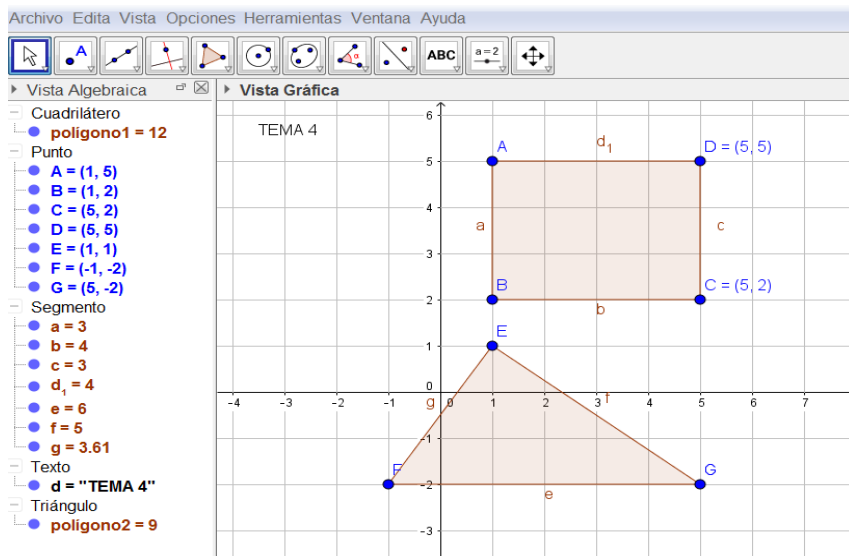 Archivo Edita Vista Opciones Herramientas Ventana Ayuda
A α ABC a = 2
Vista Algebraica
Cuadrilátero
poligono1 = 12
Punto
A = (1, 5)
B = (1, 2)
C = (5, 2)
D = (5, 5)
E = (1, 1)
F = (-1, -2)
G = (5, -2)
Segmento
a = 3
b = 4
c = 3
d₁ = 4
e = 6
f = 5
g = 3.61
Texto
d = "TEMA 4"
Triángulo
poligono2 = 9
Vista Gráfica
6
TEMA 4
A d₁ D = (5, 5)
5
4
a c
3
B C = (5, 2)
2
b
E
1
0
g f
-4 -3 -2 -1 0 1 2 3 4 5 6 7
-1
F G
-2
e
-3